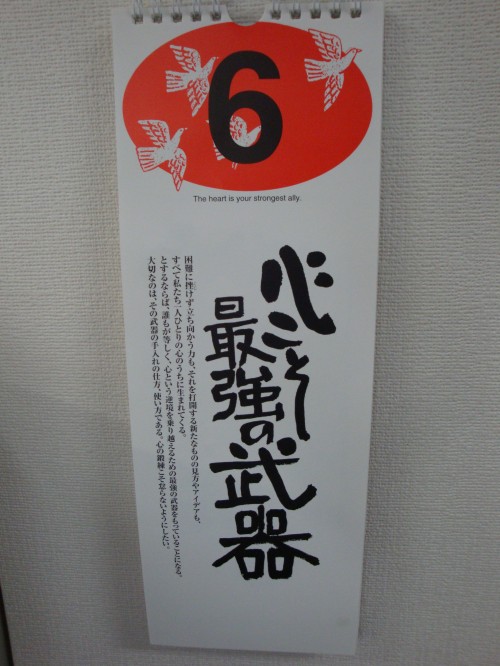 6
The heart is your strongest ally.
心こそ
最強の武器
困難に挫けず立ち向かう力も、それを打開する新たなものの見方やアイデアも、
すべて私たち一人ひとりの心のうちに生まれてくる。
とするならば、誰もが等しく、心という逆境を乗り越えるための最強の武器をもっていることになる。
大切なのは、その武器の手入れの仕方、使い方である。心の鍛練こそ怠らないようにしたい。